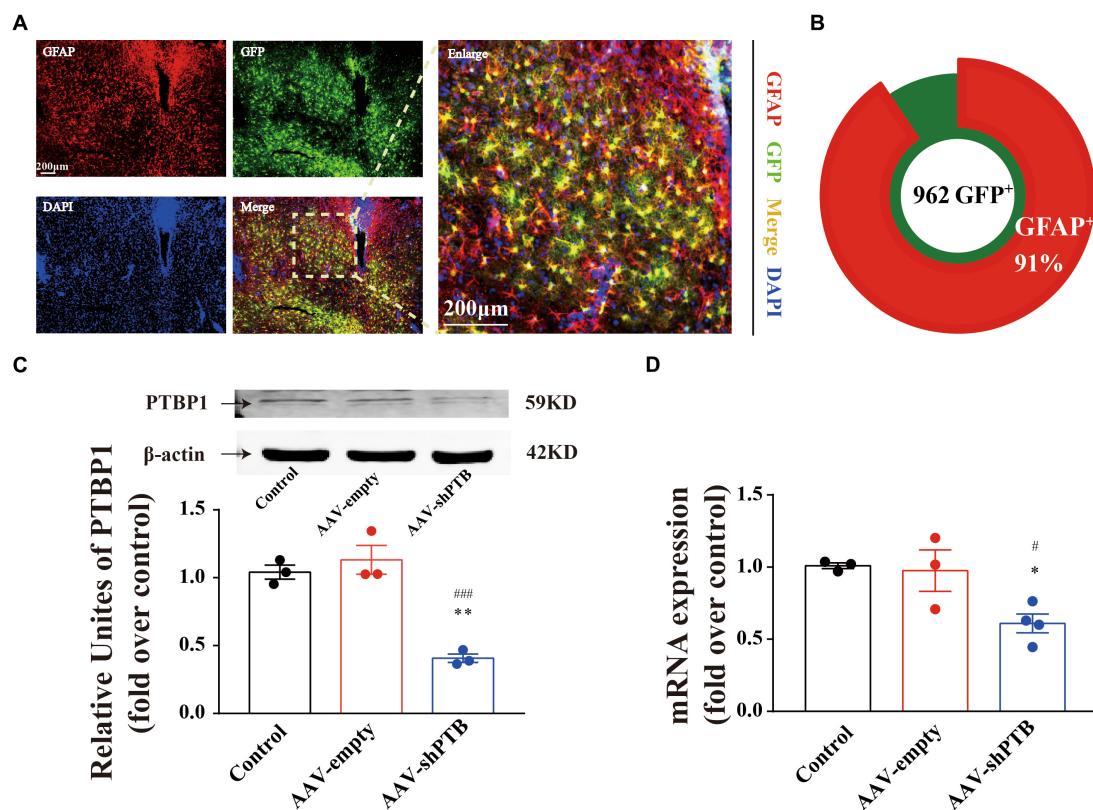 A
GFAP
200μm
GFP
DAPI
Merge
Enlarge
200μm
GFAP GFP Merge DAPI
B
962 GFP⁺
GFAP⁺
91%
C
PTBP1
59KD
β-actin
42KD
Control
AAV-empty
AAV-shPTB
Relative Unites of PTBP1
(fold over control)
1.5
1.0
0.5
0.0
###
**
Control
AAV-empty
AAV-shPTB
D
mRNA expression
(fold over control)
1.5
1.0
0.5
0.0
#
*
Control
AAV-empty
AAV-shPTB